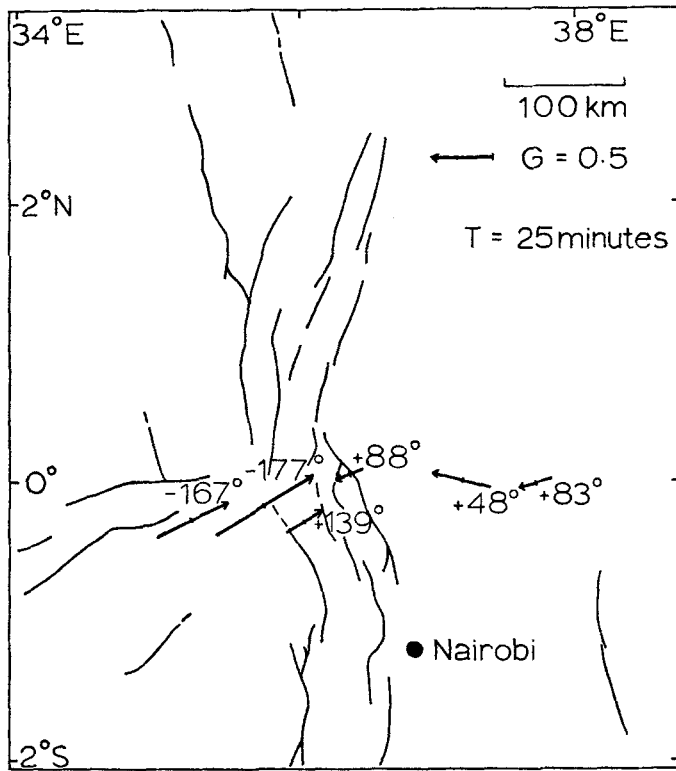 34°E
38°E
100 km
G = 0·5
2°N
T = 25 minutes
0°
-167°
-177°
+88°
+139°
+48°
+83°
Nairobi
2°S